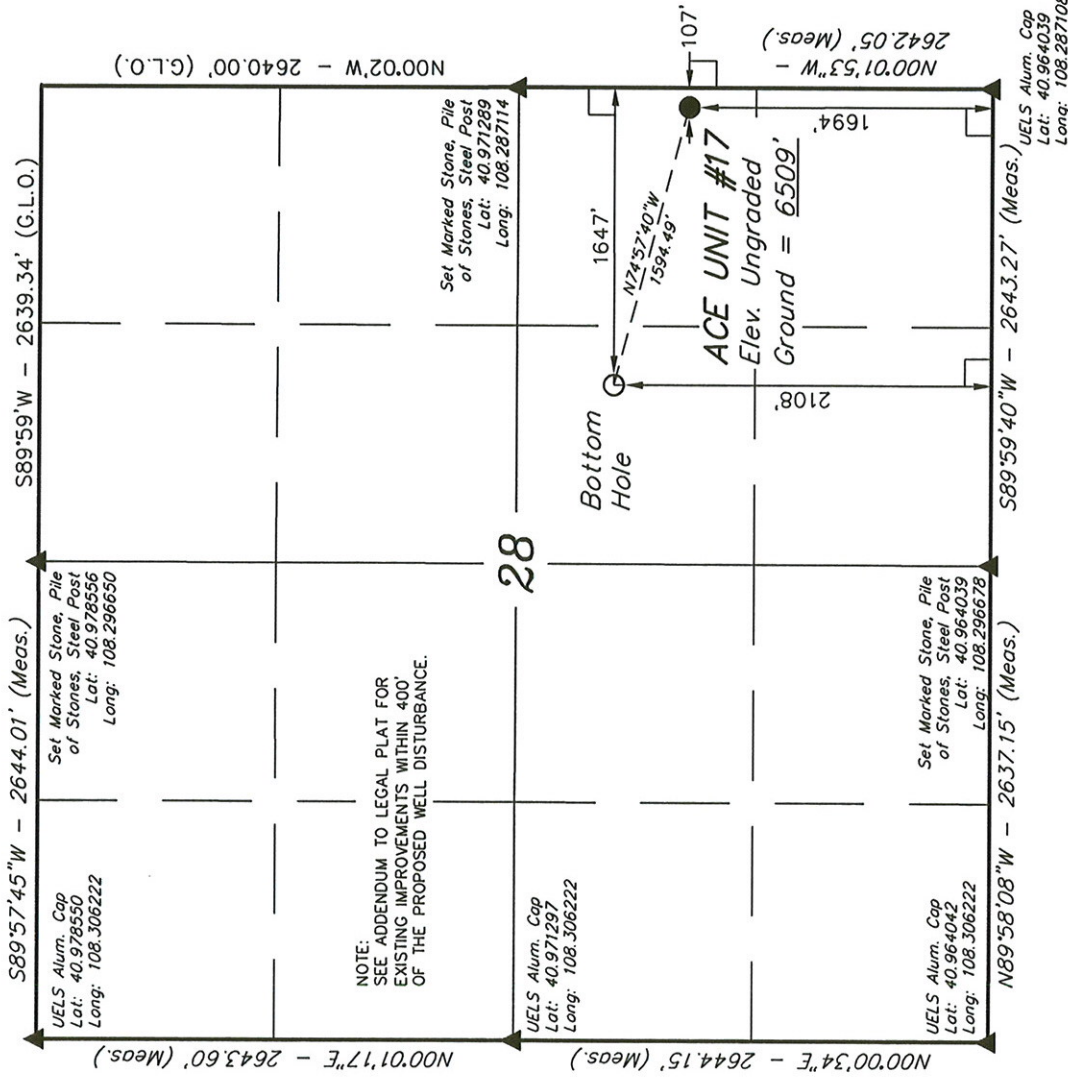 S89°57'45"W - 2644.01' (Meas.)
S89°59'W - 2639.34' (G.L.O.)
UELS Alum. Cap
Lat: 40.978550
Long: 108.306222
Set Marked Stone, Pile
of Stones, Steel Post
Lat: 40.978556
Long: 108.296650
N00°01'17"E - 2643.60' (Meas.)
N00°02'W - 2640.00' (G.L.O.)
NOTE:
SEE ADDENDUM TO LEGAL PLAT FOR
EXISTING IMPROVEMENTS WITHIN 400'
OF THE PROPOSED WELL DISTURBANCE.
Set Marked Stone, Pile
of Stones, Steel Post
Lat: 40.971289
Long: 108.287114
28
UELS Alum. Cap
Lat: 40.971297
Long: 108.306222
Bottom
Hole
1647'
N74°57'40"W
1594.49'
107'
ACE UNIT #17
Elev. Ungraded
Ground = 6509'
2108'
1694'
N00°00'34"E - 2644.15' (Meas.)
N00°01'53"W -
2642.05' (Meas.)
UELS Alum. Cap
Lat: 40.964042
Long: 108.306222
Set Marked Stone, Pile
of Stones, Steel Post
Lat: 40.964039
Long: 108.296678
N89°58'08"W - 2637.15' (Meas.)
S89°59'40"W - 2643.27' (Meas.)
UELS Alum. Cap
Lat: 40.964039
Long: 108.287108